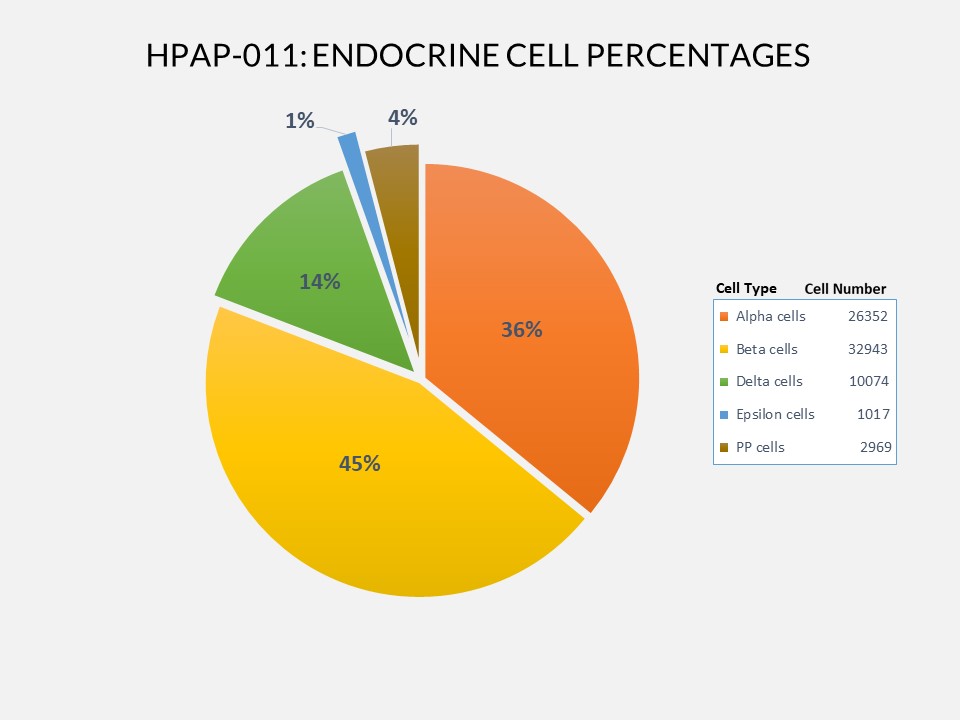 HPAP-011: ENDOCRINE CELL PERCENTAGES
1%
4%
14%
36%
45%
Cell Type Cell Number
Alpha cells 26352
Beta cells 32943
Delta cells 10074
Epsilon cells 1017
PP cells 2969